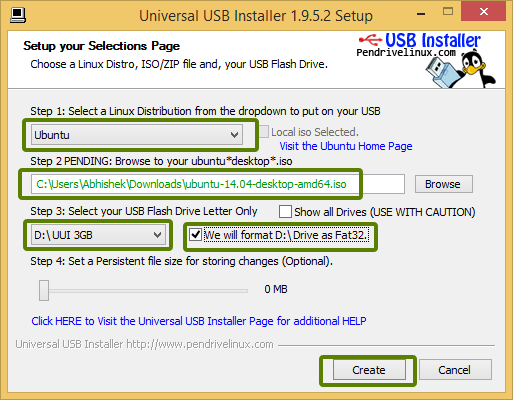 Universal USB Installer 1.9.5.2 Setup
Setup your Selections Page
Choose a Linux Distro, ISO/ZIP file and, your USB Flash Drive.
USB Installer
Pendrivelinux.com
Step 1: Select a Linux Distribution from the dropdown to put on your USB
Ubuntu
Local iso Selected.
Visit the Ubuntu Home Page
Step 2 PENDING: Browse to your ubuntu*desktop*.iso
C:\Users\Abhishek\Downloads\ubuntu-14.04-desktop-amd64.iso
Browse
Step 3: Select your USB Flash Drive Letter Only
Show all Drives (USE WITH CAUTION)
D:\ UUI 3GB
We will format D:\ Drive as Fat32.
Step 4: Set a Persistent file size for storing changes (Optional).
0 MB
Click HERE to Visit the Universal USB Installer Page for additional HELP
Universal USB Installer http://www.pendrivelinux.com
Create
Cancel